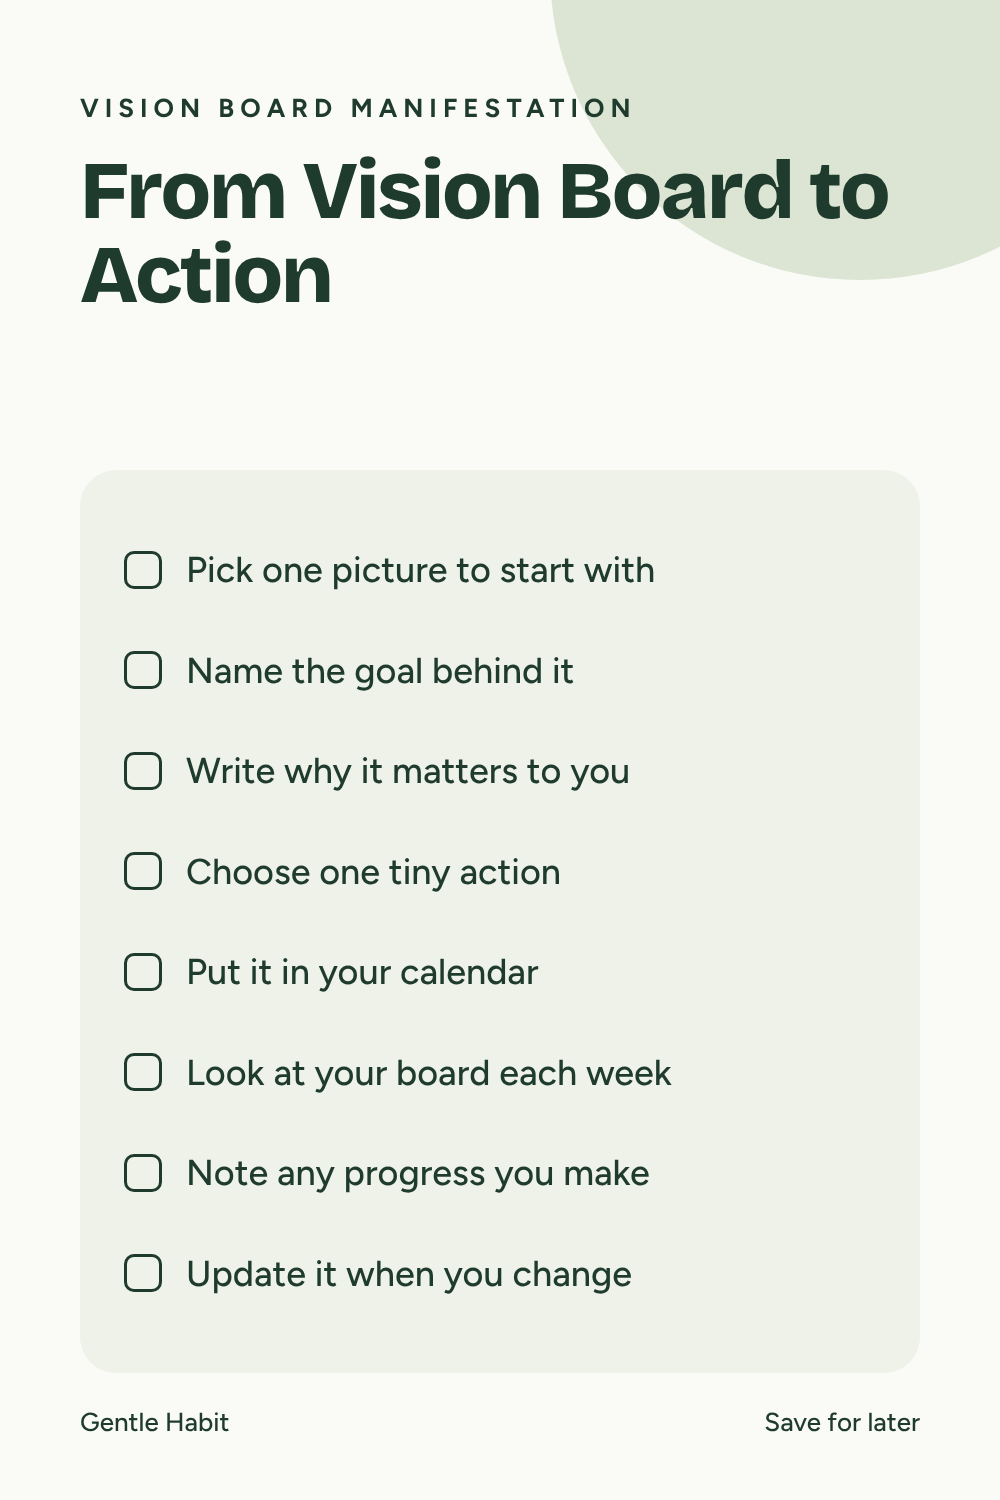 VISION BOARD MANIFESTATION
From Vision Board to
Action
Pick one picture to start with
Name the goal behind it
Write why it matters to you
Choose one tiny action
Put it in your calendar
Look at your board each week
Note any progress you make
Update it when you change
Gentle Habit
Save for later